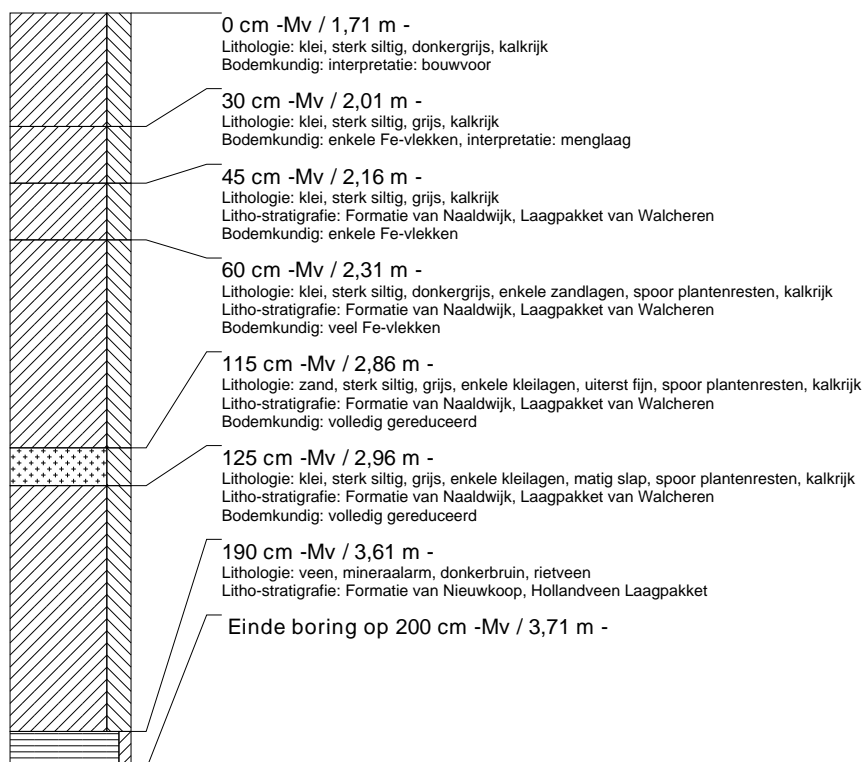 0 cm -Mv / 1,71 m -
Lithologie: klei, sterk siltig, donkergrijs, kalkrijk
Bodemkundig: interpretatie: bouwvoor
30 cm -Mv / 2,01 m -
Lithologie: klei, sterk siltig, grijs, kalkrijk
Bodemkundig: enkele Fe-vlekken, interpretatie: menglaag
45 cm -Mv / 2,16 m -
Lithologie: klei, sterk siltig, grijs, kalkrijk
Litho-stratigrafie: Formatie van Naaldwijk, Laagpakket van Walcheren
Bodemkundig: enkele Fe-vlekken
60 cm -Mv / 2,31 m -
Lithologie: klei, sterk siltig, donkergrijs, enkele zandlagen, spoor plantenresten, kalkrijk
Litho-stratigrafie: Formatie van Naaldwijk, Laagpakket van Walcheren
Bodemkundig: veel Fe-vlekken
115 cm -Mv / 2,86 m -
Lithologie: zand, sterk siltig, grijs, enkele kleilagen, uiterst fijn, spoor plantenresten, kalkrijk
Litho-stratigrafie: Formatie van Naaldwijk, Laagpakket van Walcheren
Bodemkundig: volledig gereduceerd
125 cm -Mv / 2,96 m -
Lithologie: klei, sterk siltig, grijs, enkele kleilagen, matig slap, spoor plantenresten, kalkrijk
Litho-stratigrafie: Formatie van Naaldwijk, Laagpakket van Walcheren
Bodemkundig: volledig gereduceerd
190 cm -Mv / 3,61 m -
Lithologie: veen, mineraalarm, donkerbruin, rietveen
Litho-stratigrafie: Formatie van Nieuwkoop, Hollandveen Laagpakket
Einde boring op 200 cm -Mv / 3,71 m -